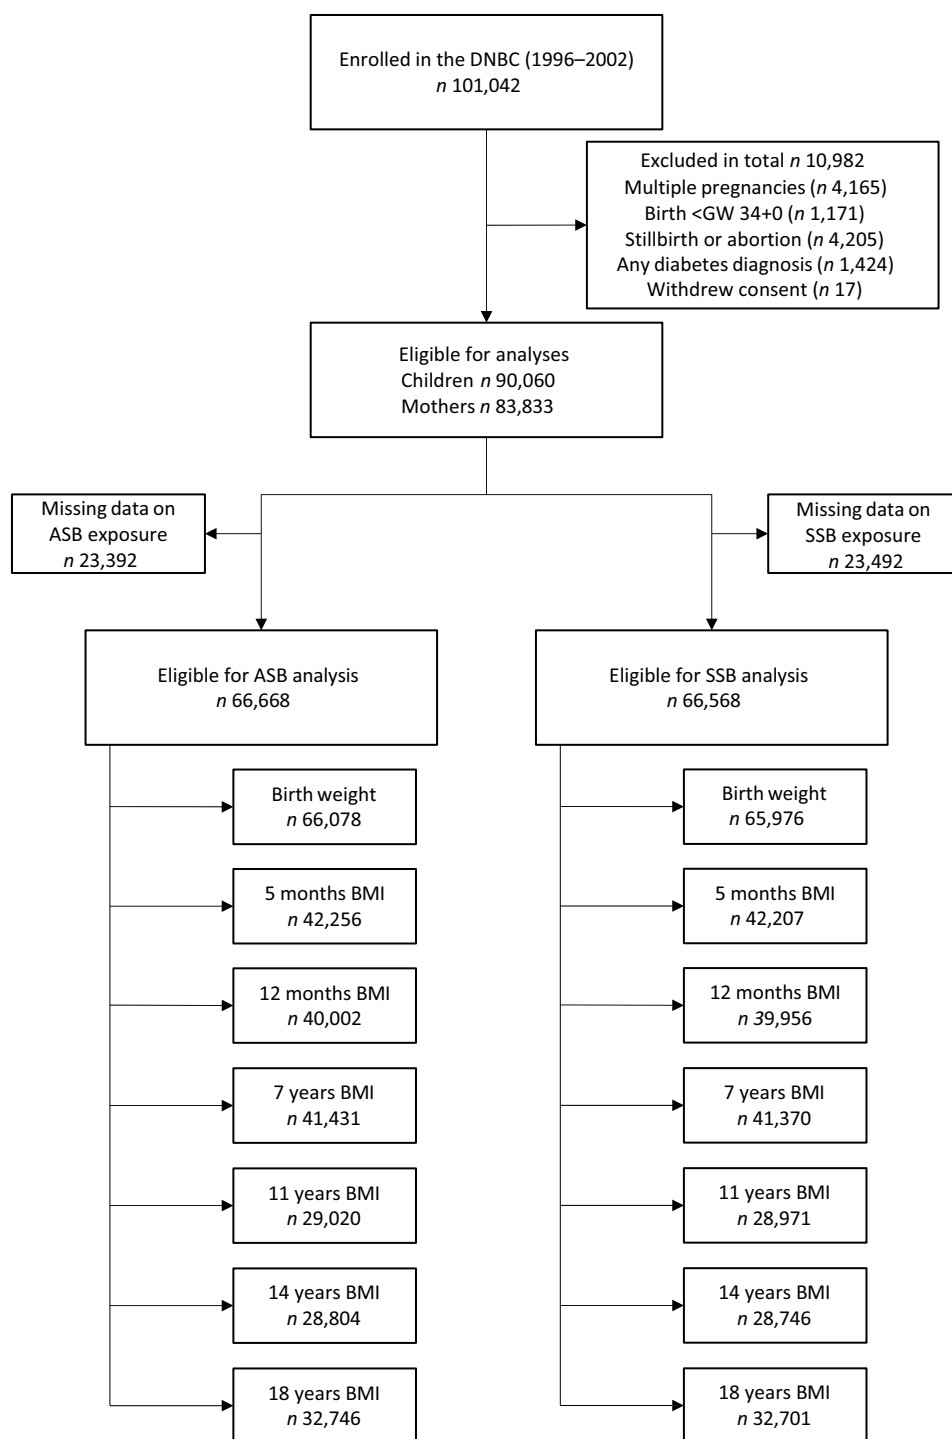 Enrolled in the DNBC (1996–2002)
n 101,042
Excluded in total n 10,982
Multiple pregnancies (n 4,165)
Birth <GW 34+0 (n 1,171)
Stillbirth or abortion (n 4,205)
Any diabetes diagnosis (n 1,424)
Withdrew consent (n 17)
Eligible for analyses
Children n 90,060
Mothers n 83,833
Missing data on
ASB exposure
n 23,392
Missing data on
SSB exposure
n 23,492
Eligible for ASB analysis
n 66,668
Eligible for SSB analysis
n 66,568
Birth weight
n 66,078
Birth weight
n 65,976
5 months BMI
n 42,256
5 months BMI
n 42,207
12 months BMI
n 40,002
12 months BMI
n 39,956
7 years BMI
n 41,431
7 years BMI
n 41,370
11 years BMI
n 29,020
11 years BMI
n 28,971
14 years BMI
n 28,804
14 years BMI
n 28,746
18 years BMI
n 32,746
18 years BMI
n 32,701